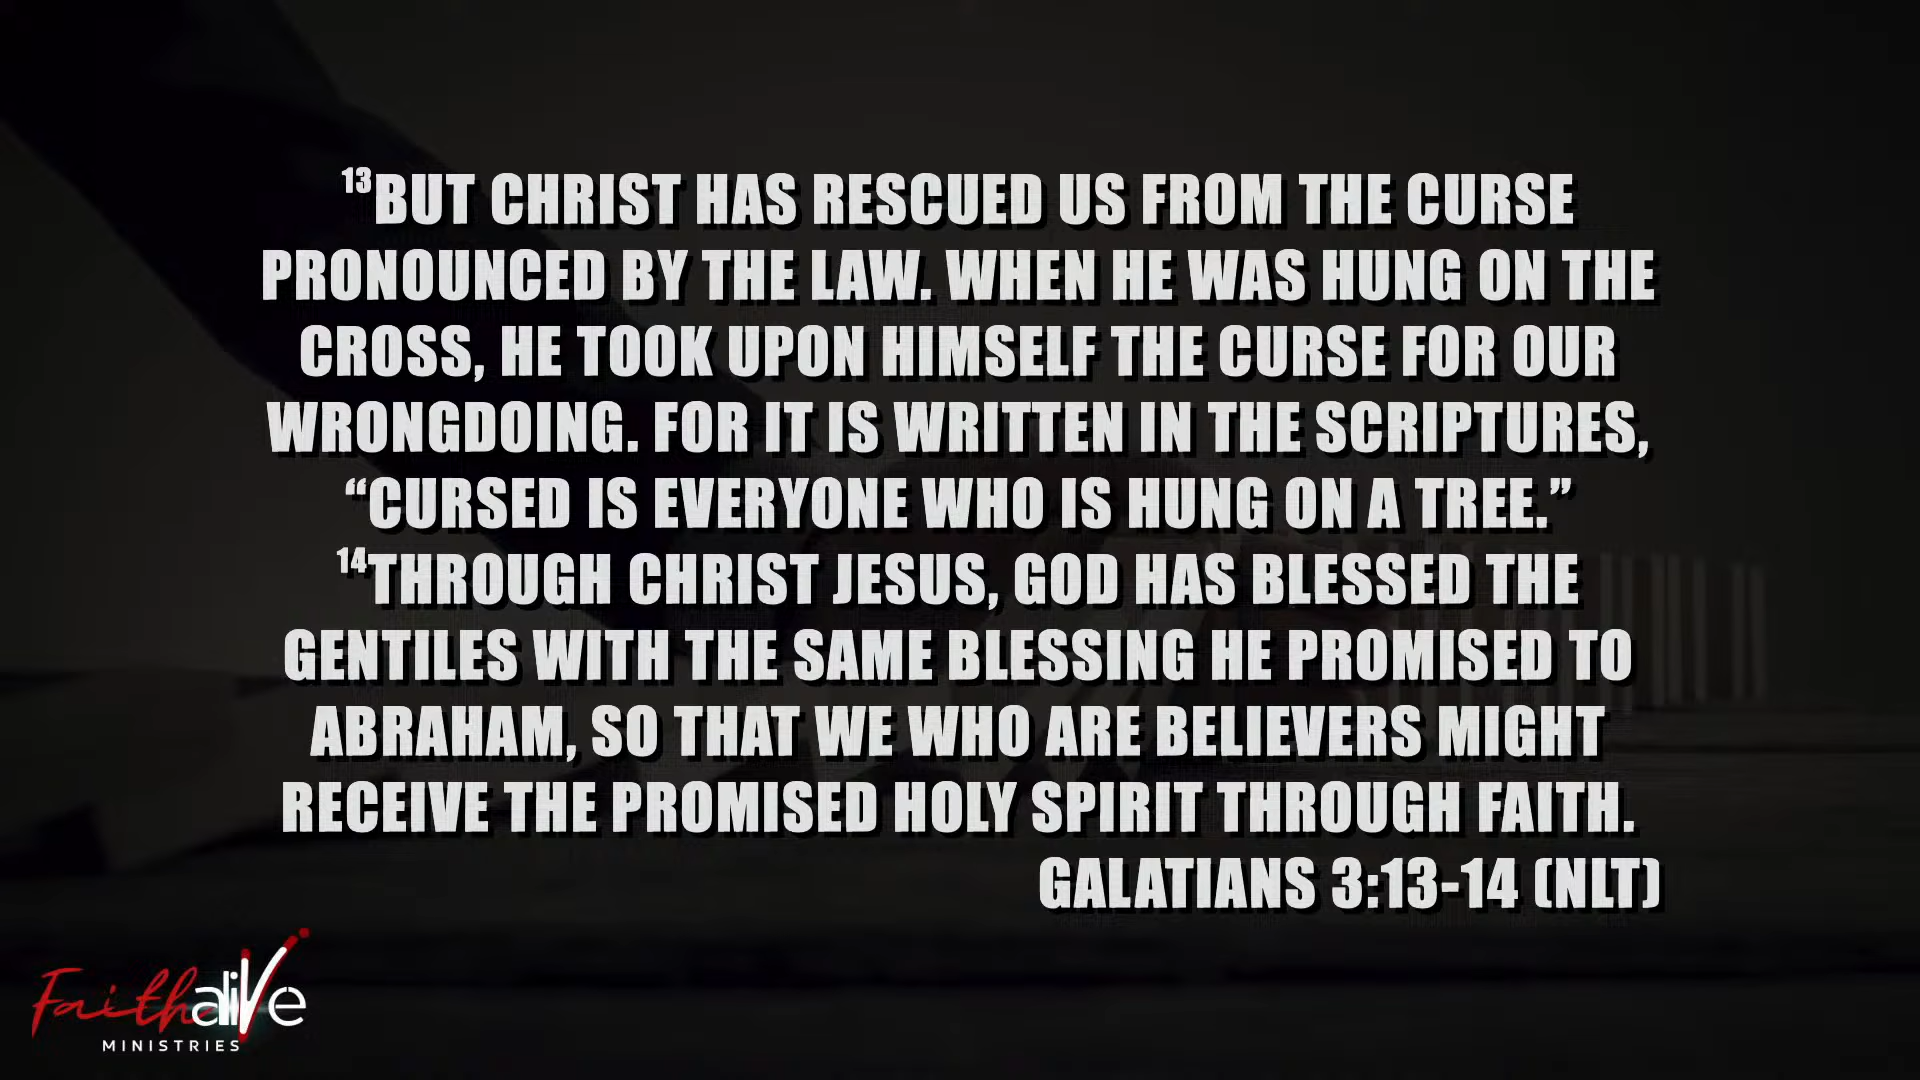 ¹³BUT CHRIST HAS RESCUED US FROM THE CURSE
PRONOUNCED BY THE LAW. WHEN HE WAS HUNG ON THE
CROSS, HE TOOK UPON HIMSELF THE CURSE FOR OUR
WRONGDOING. FOR IT IS WRITTEN IN THE SCRIPTURES,
“CURSED IS EVERYONE WHO IS HUNG ON A TREE.”
¹⁴THROUGH CHRIST JESUS, GOD HAS BLESSED THE
GENTILES WITH THE SAME BLESSING HE PROMISED TO
ABRAHAM, SO THAT WE WHO ARE BELIEVERS MIGHT
RECEIVE THE PROMISED HOLY SPIRIT THROUGH FAITH.
GALATIANS 3:13-14 (NLT)
Faithalive
MINISTRIES